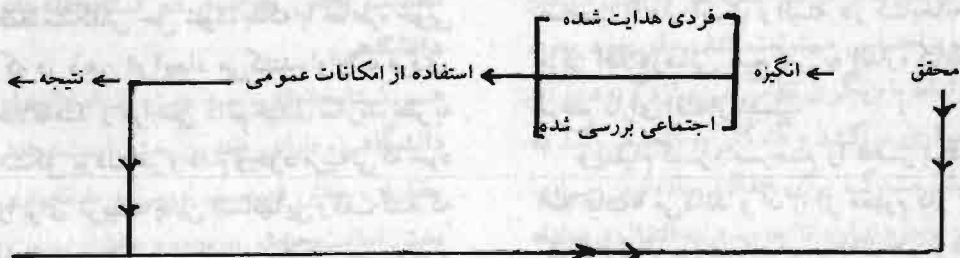 فردی هدایت شده
محقق ← انگیزه استفاده از امکانات عمومی ← نتیجه ←
اجتماعی بررسی شده